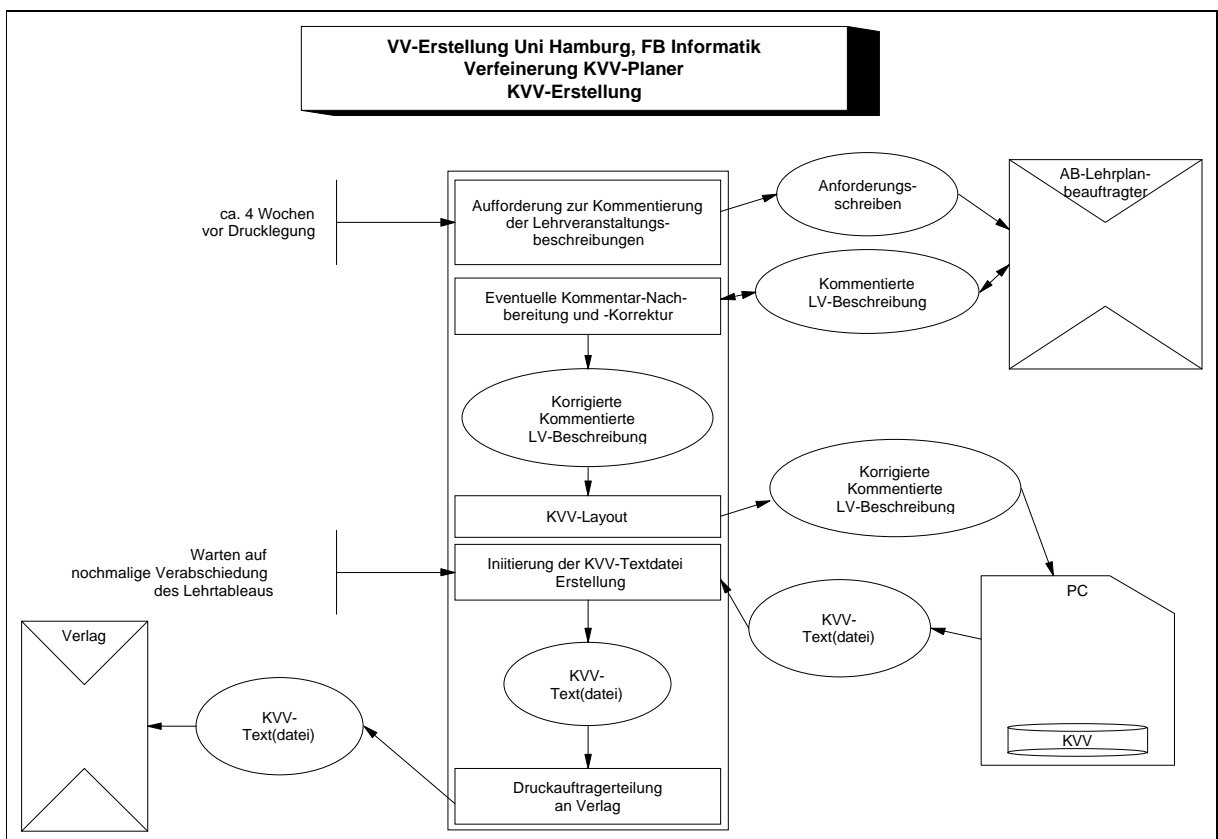 VV-Erstellung Uni Hamburg, FB Informatik
Verfeinerung KVV-Planer
KVV-Erstellung
ca. 4 Wochen
vor Drucklegung
Aufforderung zur Kommentierung
der Lehrveranstaltungs-
beschreibungen
Anforderungs-
schreiben
AB-Lehrplan-
beauftragter
Eventuelle Kommentar-Nach-
bereitung und -Korrektur
Kommentierte
LV-Beschreibung
Korrigierte
Kommentierte
LV-Beschreibung
KVV-Layout
Korrigierte
Kommentierte
LV-Beschreibung
Warten auf
nochmalige Verabschiedung
des Lehrtableaus
Iniitierung der KVV-Textdatei
Erstellung
KVV-
Text(datei)
PC
KVV
Verlag
KVV-
Text(datei)
KVV-
Text(datei)
Druckauftragerteilung
an Verlag